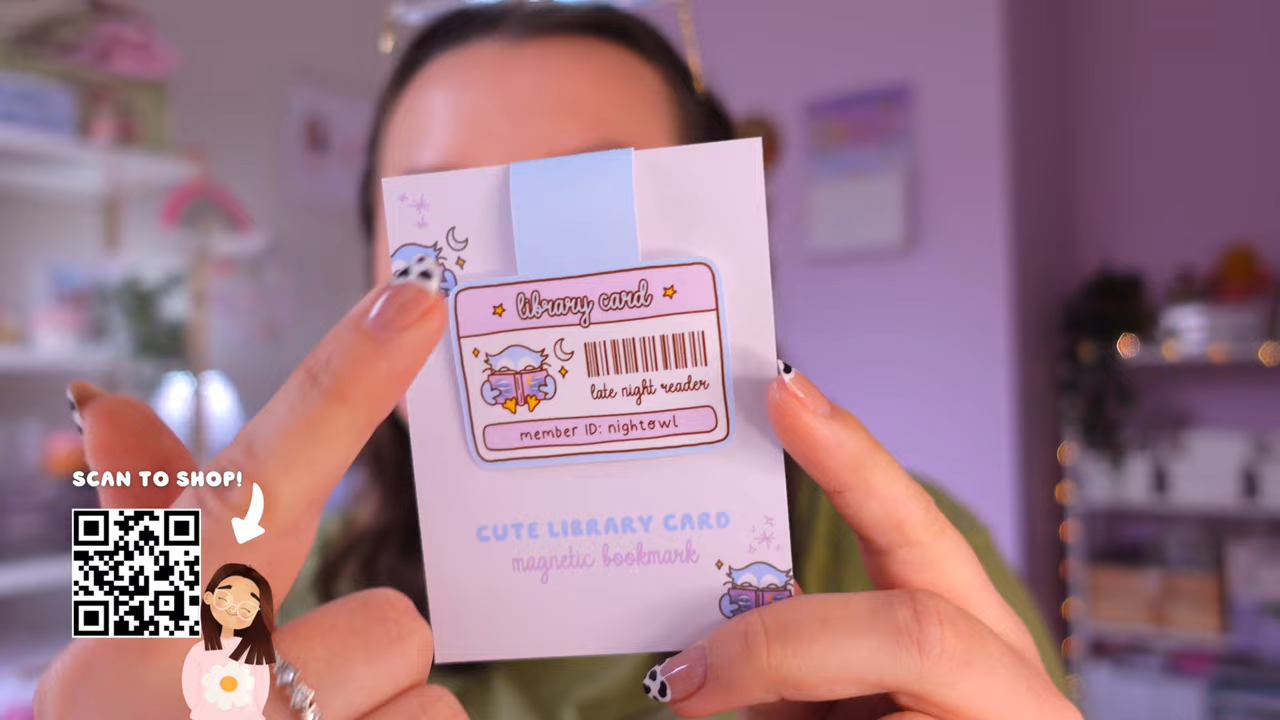 library card
late night reader
member ID: nightowl
CUTE LIBRARY CARD
magnetic bookmark
SCAN TO SHOP!